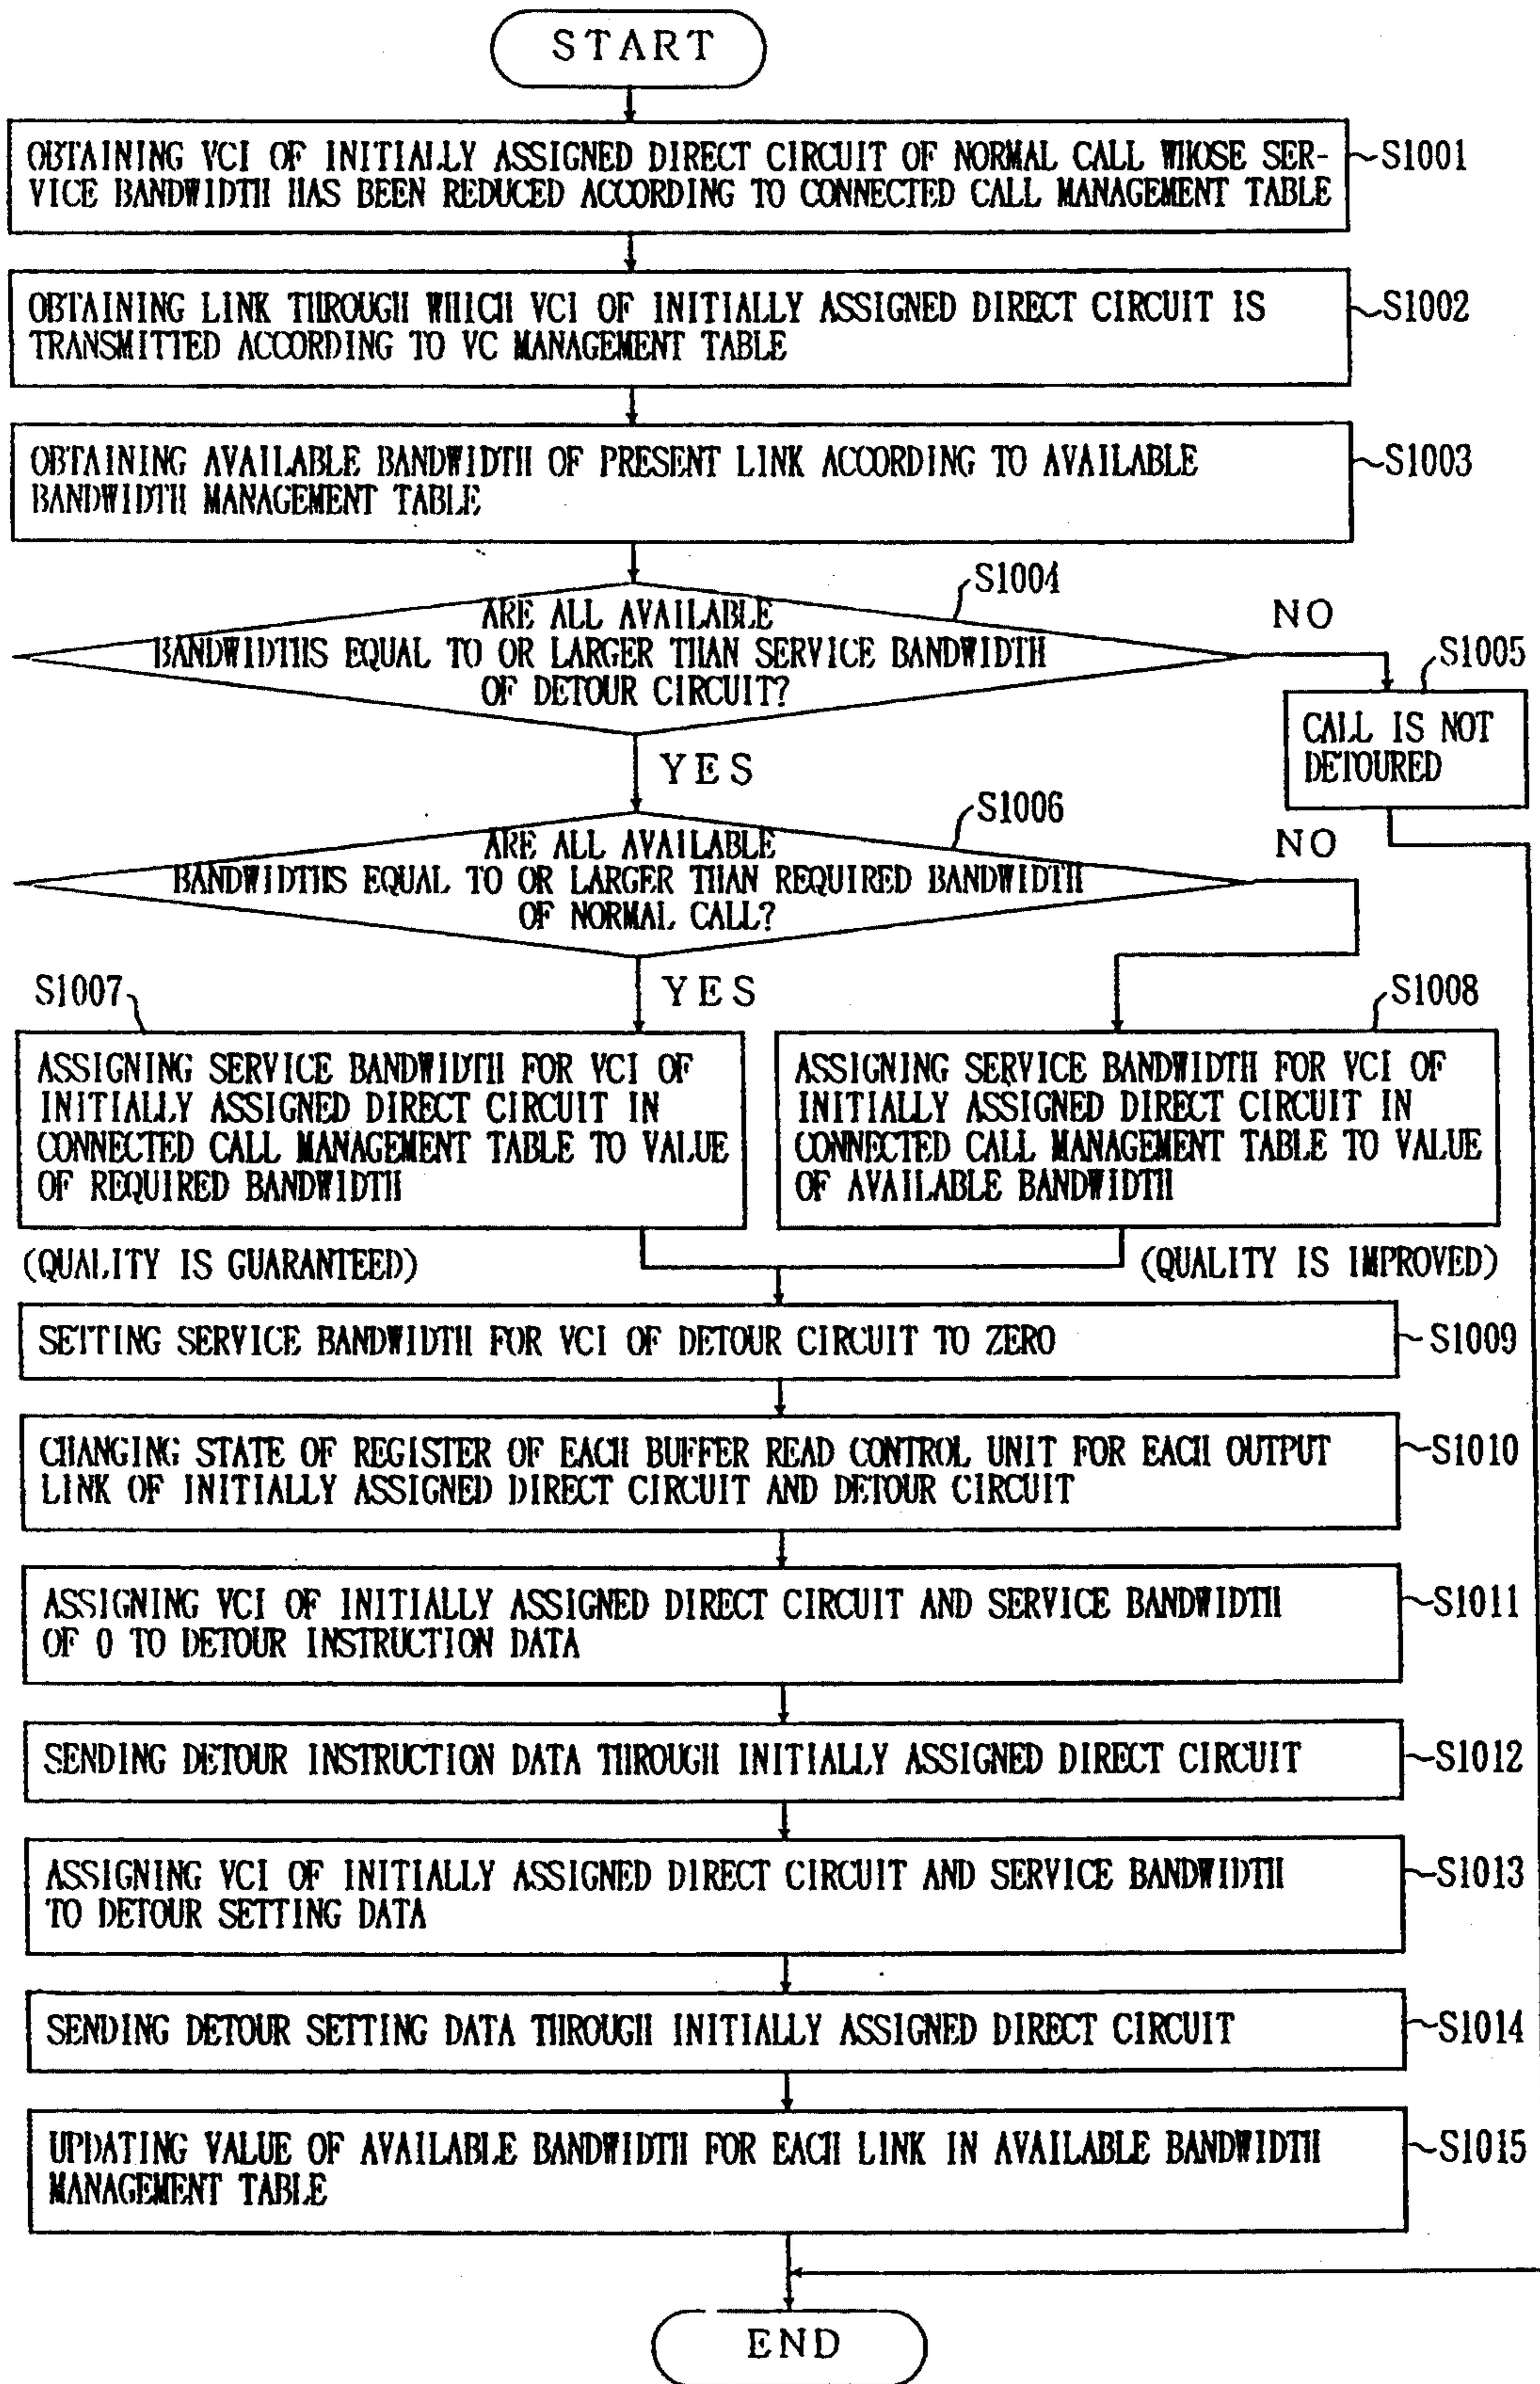 START
OBTAINING VCI OF INITIALLY ASSIGNED DIRECT CIRCUIT OF NORMAL CALL WHOSE SER-
VICE BANDWIDTH HAS BEEN REDUCED ACCORDING TO CONNECTED CALL MANAGEMENT TABLE
S1001
OBTAINING LINK THROUGH WHICH VCI OF INITIALLY ASSIGNED DIRECT CIRCUIT IS
TRANSMITTED ACCORDING TO VC MANAGEMENT TABLE
S1002
OBTAINING AVAILABLE BANDWIDTH OF PRESENT LINK ACCORDING TO AVAILABLE
BANDWIDTH MANAGEMENT TABLE
S1003
S1004
ARE ALL AVAILABLE
BANDWIDTHS EQUAL TO OR LARGER THAN SERVICE BANDWIDTH
OF DETOUR CIRCUIT?
NO
S1005
CALL IS NOT
DETOURED
YES
S1006
ARE ALL AVAILABLE
BANDWIDTHS EQUAL TO OR LARGER THAN REQUIRED BANDWIDTH
OF NORMAL CALL?
NO
YES
S1007
ASSIGNING SERVICE BANDWIDTH FOR VCI OF
INITIALLY ASSIGNED DIRECT CIRCUIT IN
CONNECTED CALL MANAGEMENT TABLE TO VALUE
OF REQUIRED BANDWIDTH
(QUALITY IS GUARANTEED)
S1008
ASSIGNING SERVICE BANDWIDTH FOR VCI OF
INITIALLY ASSIGNED DIRECT CIRCUIT IN
CONNECTED CALL MANAGEMENT TABLE TO VALUE
OF AVAILABLE BANDWIDTH
(QUALITY IS IMPROVED)
SETTING SERVICE BANDWIDTH FOR VCI OF DETOUR CIRCUIT TO ZERO
S1009
CHANGING STATE OF REGISTER OF EACH BUFFER READ CONTROL UNIT FOR EACH OUTPUT
LINK OF INITIALLY ASSIGNED DIRECT CIRCUIT AND DETOUR CIRCUIT
S1010
ASSIGNING VCI OF INITIALLY ASSIGNED DIRECT CIRCUIT AND SERVICE BANDWIDTH
OF 0 TO DETOUR INSTRUCTION DATA
S1011
SENDING DETOUR INSTRUCTION DATA THROUGH INITIALLY ASSIGNED DIRECT CIRCUIT
S1012
ASSIGNING VCI OF INITIALLY ASSIGNED DIRECT CIRCUIT AND SERVICE BANDWIDTH
TO DETOUR SETTING DATA
S1013
SENDING DETOUR SETTING DATA THROUGH INITIALLY ASSIGNED DIRECT CIRCUIT
S1014
UPDATING VALUE OF AVAILABLE BANDWIDTH FOR EACH LINK IN AVAILABLE BANDWIDTH
MANAGEMENT TABLE
S1015
END